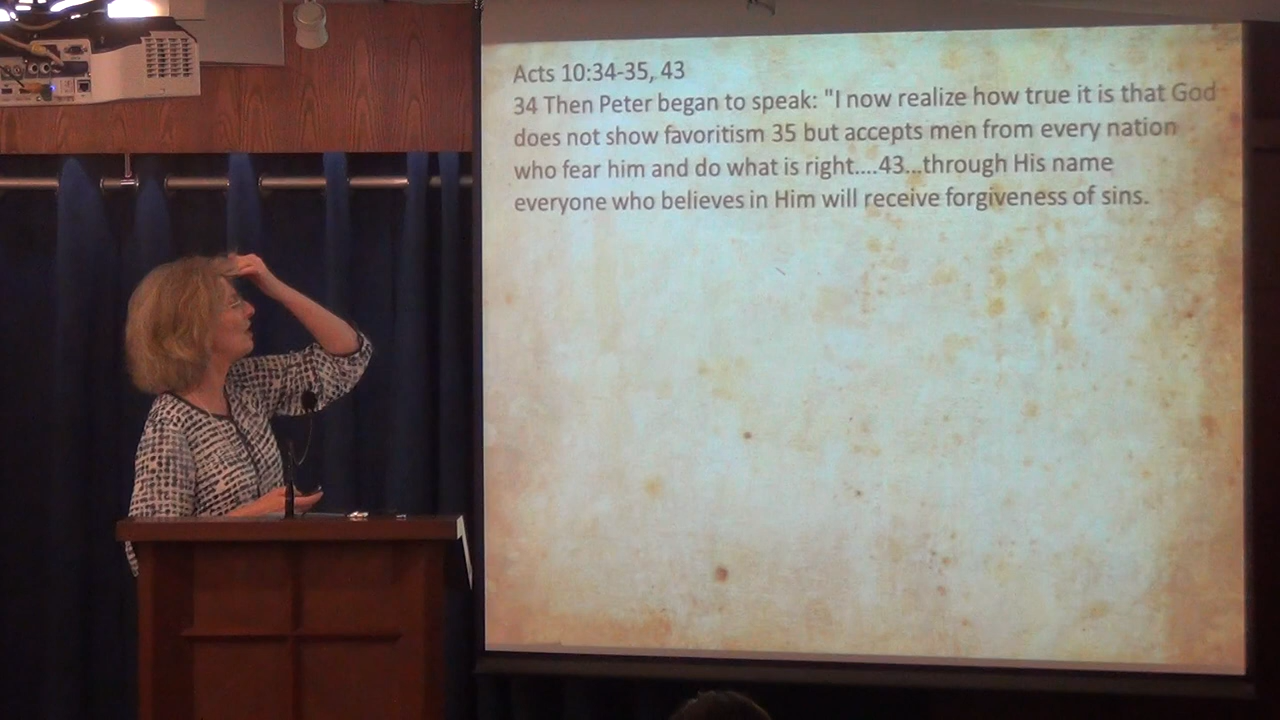 Acts 10:34-35, 43
34 Then Peter began to speak: "I now realize how true it is that God
does not show favoritism 35 but accepts men from every nation
who fear him and do what is right....43...through His name
everyone who believes in Him will receive forgiveness of sins.